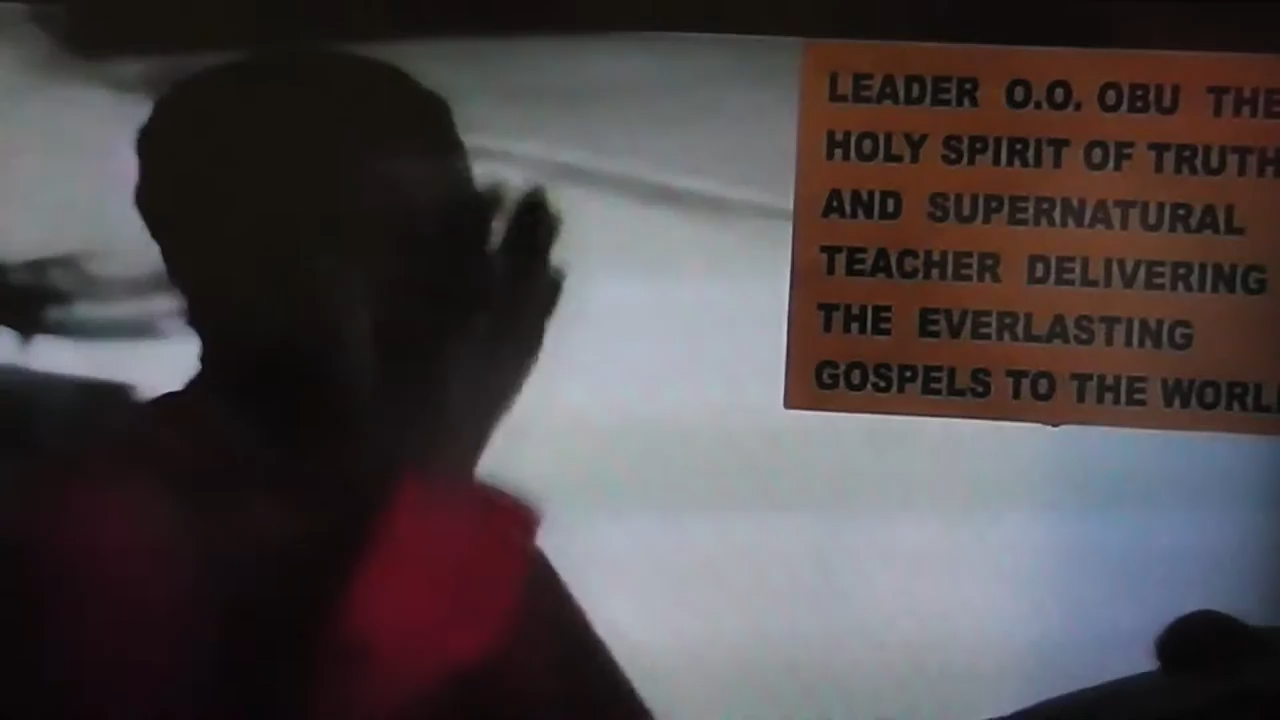 LEADER O.O. OBU THE
HOLY SPIRIT OF TRUTH
AND SUPERNATURAL
TEACHER DELIVERING
THE EVERLASTING
GOSPELS TO THE WORL